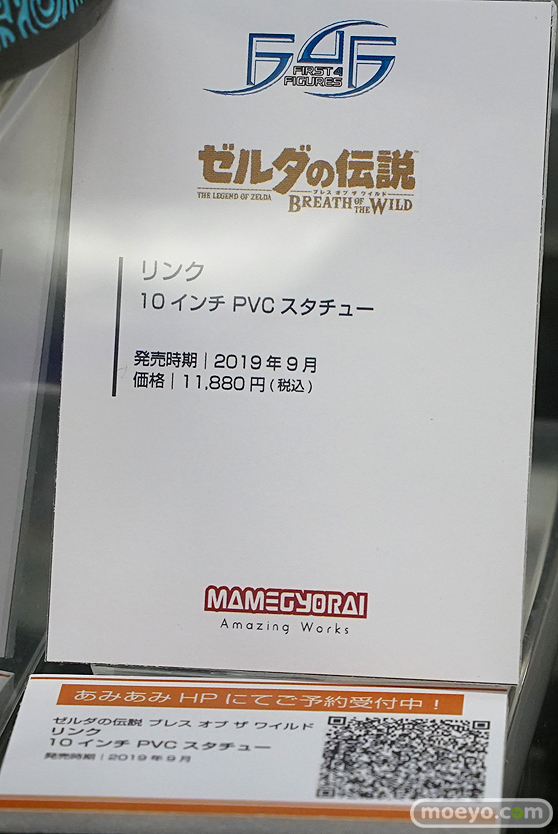 F4F
FIRST 4
FIGURES
ゼルダの伝説
ブレス オブ ザ ワイルド
THE LEGEND OF ZELDA BREATH OF THE WILD
リンク
10インチ PVC スタチュー
発売時期｜2019年9月
価格｜11,880円(税込)
MAMEGYORAI
Amazing Works
あみあみHPにてご予約受付中！
ゼルダの伝説 ブレス オブ ザ ワイルド
リンク
10インチ PVC スタチュー
発売時期｜2019年9月
moeyo.com